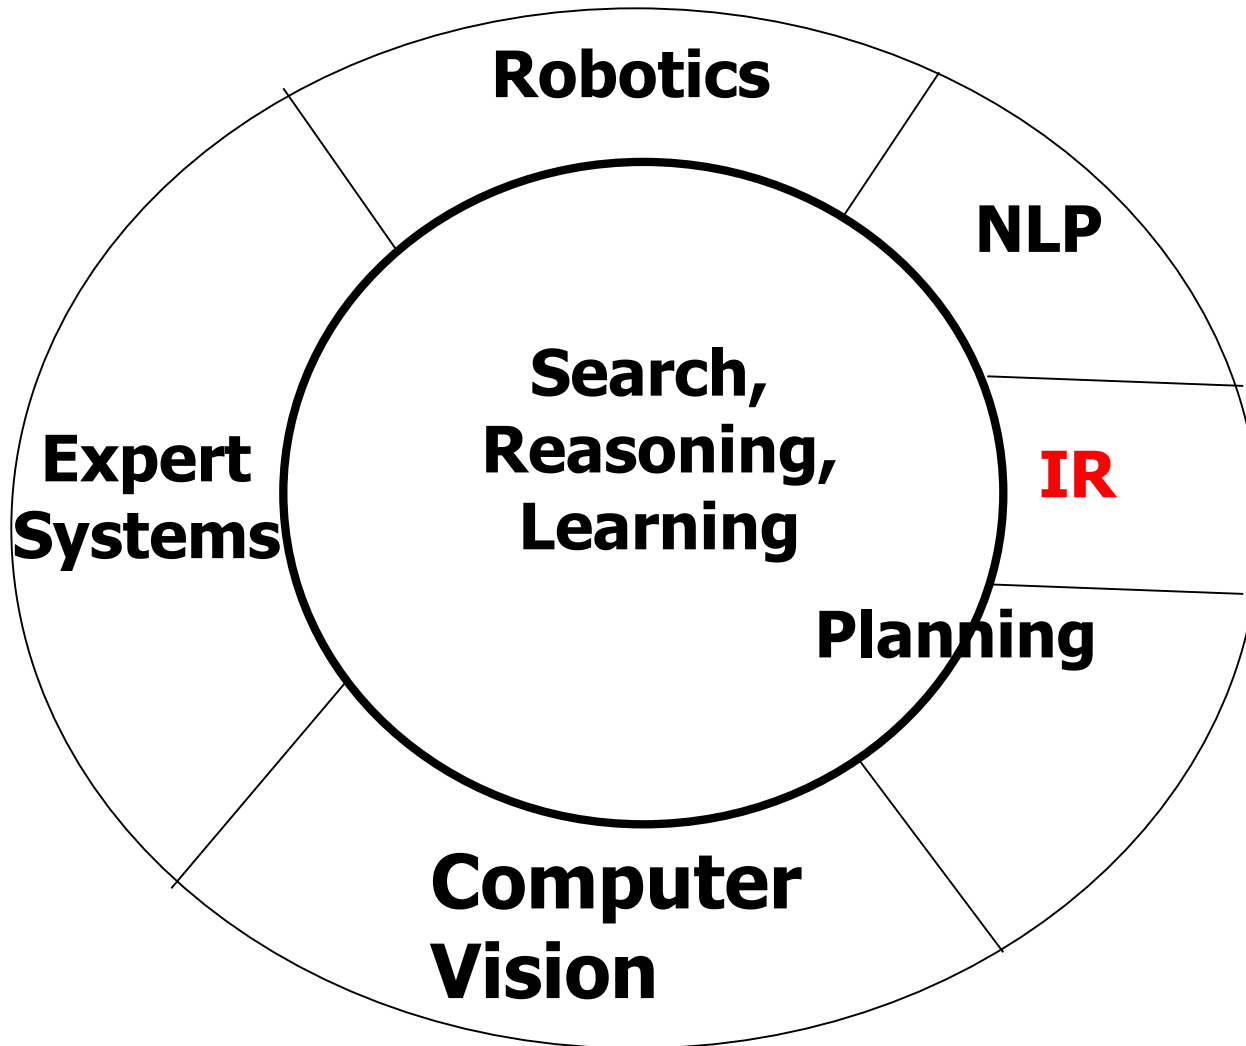 Robotics
NLP
Search,
Reasoning,
Learning
Expert
Systems
IR
Planning
Computer
Vision